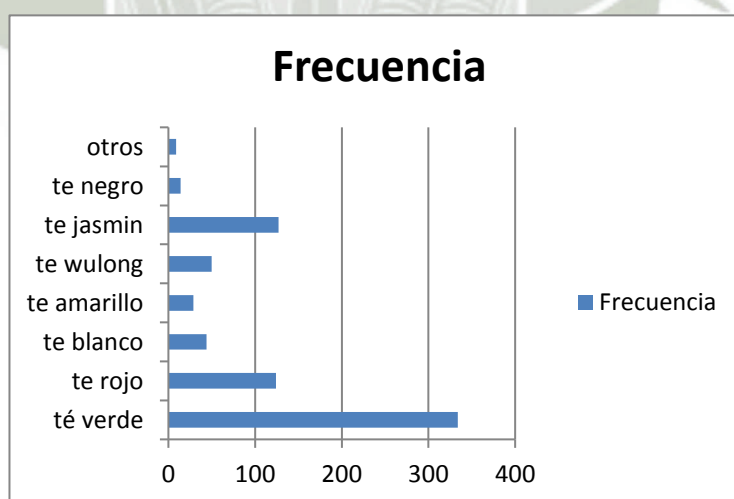 Frecuencia
otros
te negro
te jasmin
te wulong
te amarillo
te blanco
te rojo
té verde
Frecuencia
0 100 200 300 400